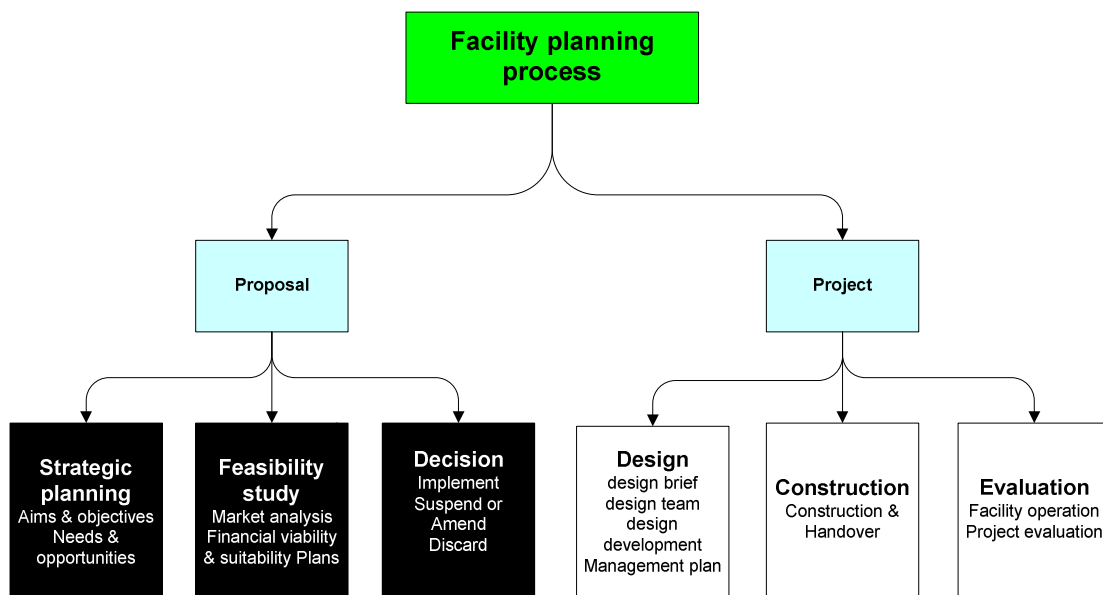 Facility planning
process
Proposal
Project
Strategic
planning
Aims & objectives
Needs &
opportunities
Feasibility
study
Market analysis
Financial viability
& suitability Plans
Decision
Implement
Suspend or
Amend
Discard
Design
design brief
design team
design
development
Management plan
Construction
Construction &
Handover
Evaluation
Facility operation
Project evaluation